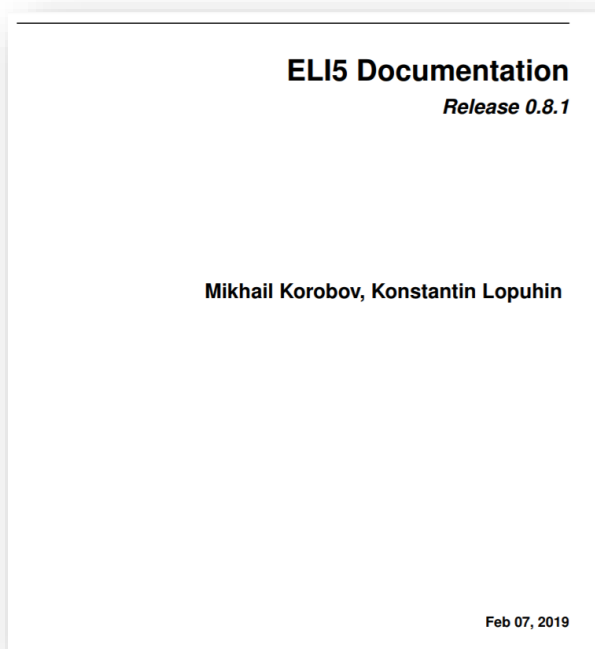 ELI5 Documentation
Release 0.8.1
Mikhail Korobov, Konstantin Lopuhin
Feb 07, 2019